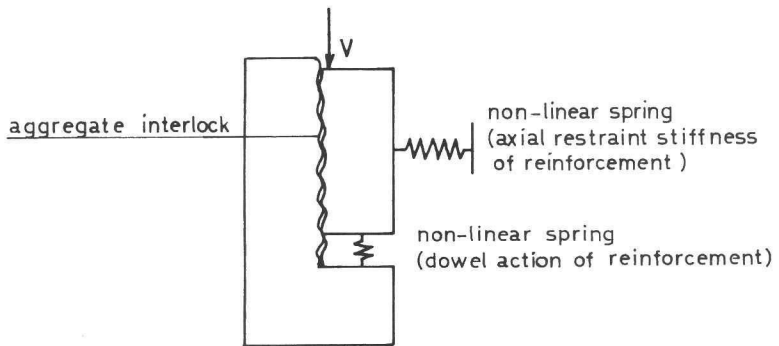 V
aggregate interlock
non-linear spring
(axial restraint stiffness
of reinforcement)
non-linear spring
(dowel action of reinforcement)